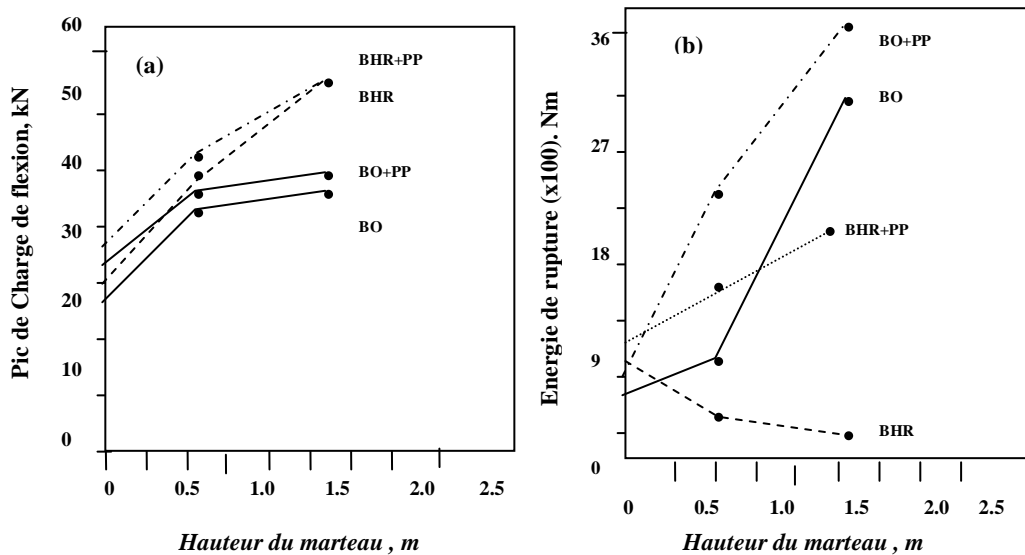 (a)
Pic de Charge de flexion, kN
60
50
40
30
20
10
0
BHR+PP
BHR
BO+PP
BO
0 0.5 1.0 1.5 2.0 2.5
Hauteur du marteau , m
(b)
Energie de rupture (x100). Nm
36
27
18
9
0
BO+PP
BO
BHR+PP
BHR
0 0.5 1.0 1.5 2.0 2.5
Hauteur du marteau , m